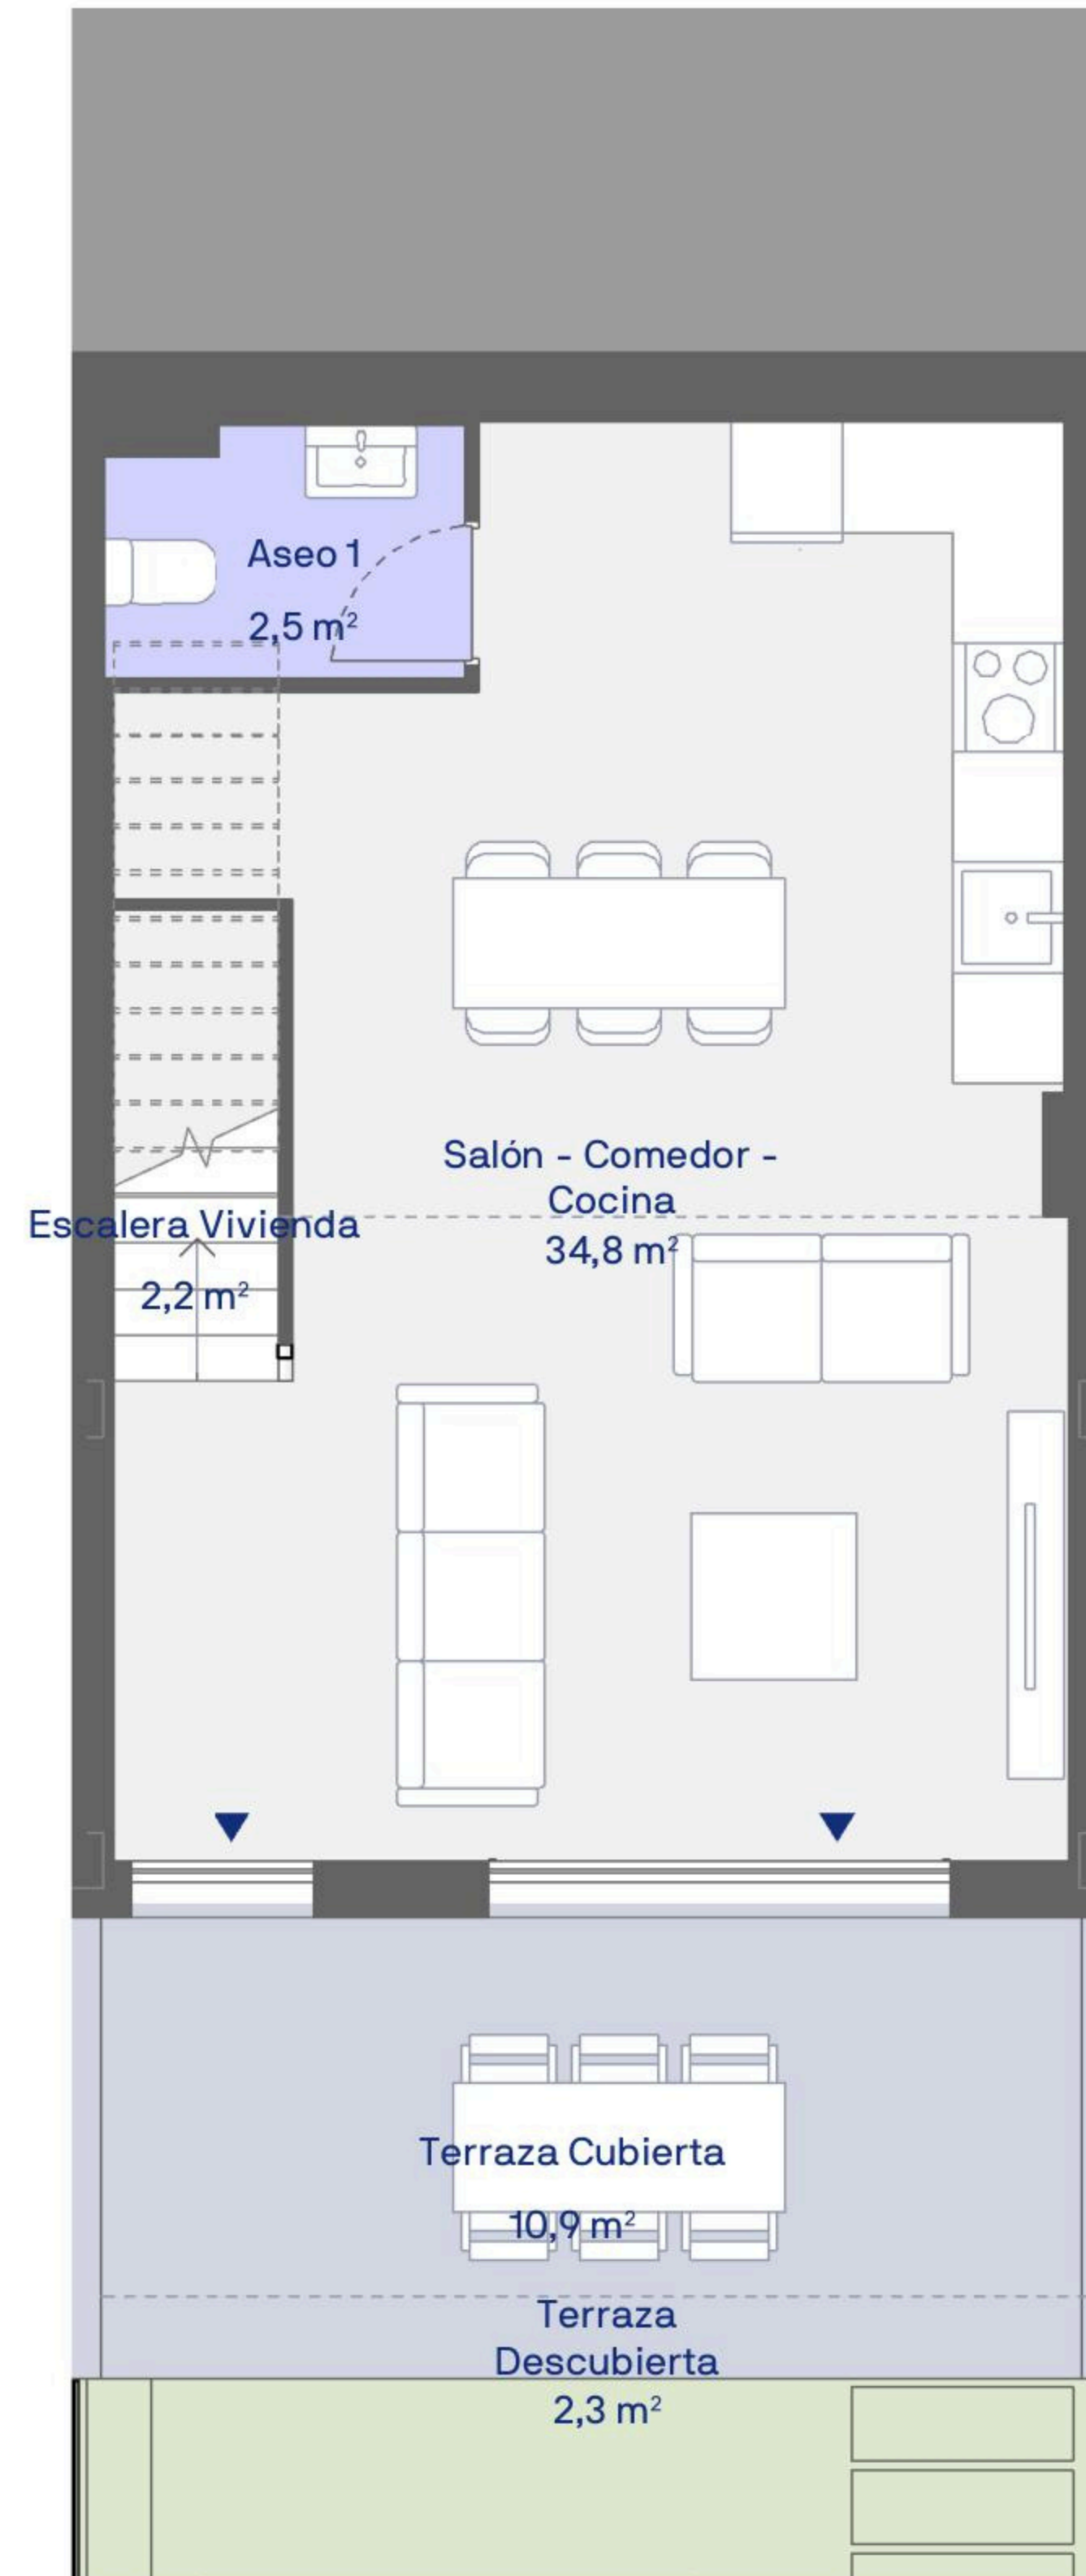 Aseo 1
2,5 m²
Salón - Comedor -
Cocina
34,8 m²
Escalera Vivienda
2,2 m²
Terraza Cubierta
10,9 m²
Terraza
Descubierta
2,3 m²